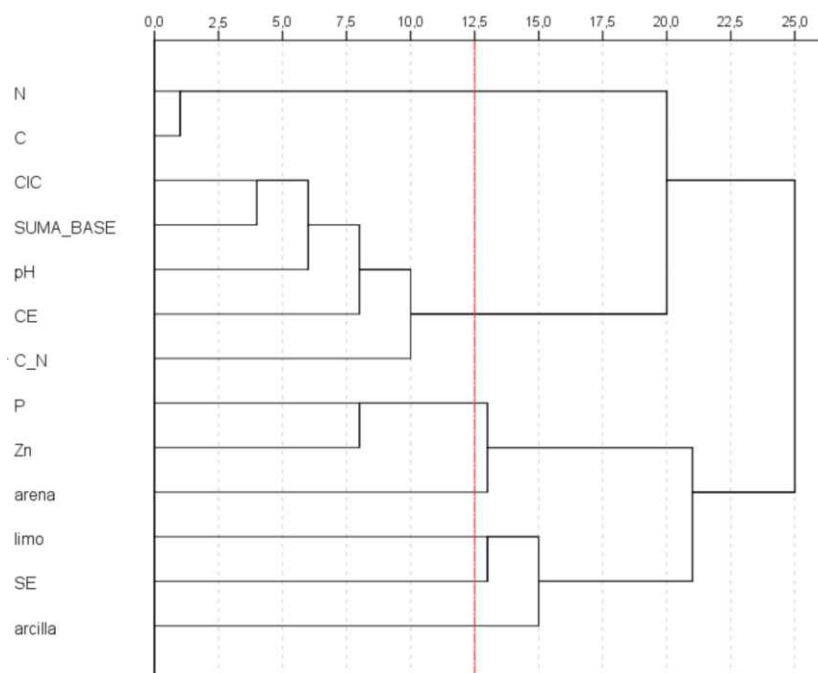 0,0 2,5 5,0 7,5 10,0 12,5 15,0 17,5 20,0 22,5 25,0
N
C
CIC
SUMA_BASE
pH
CE
C_N
P
Zn
arena
limo
SE
arcilla